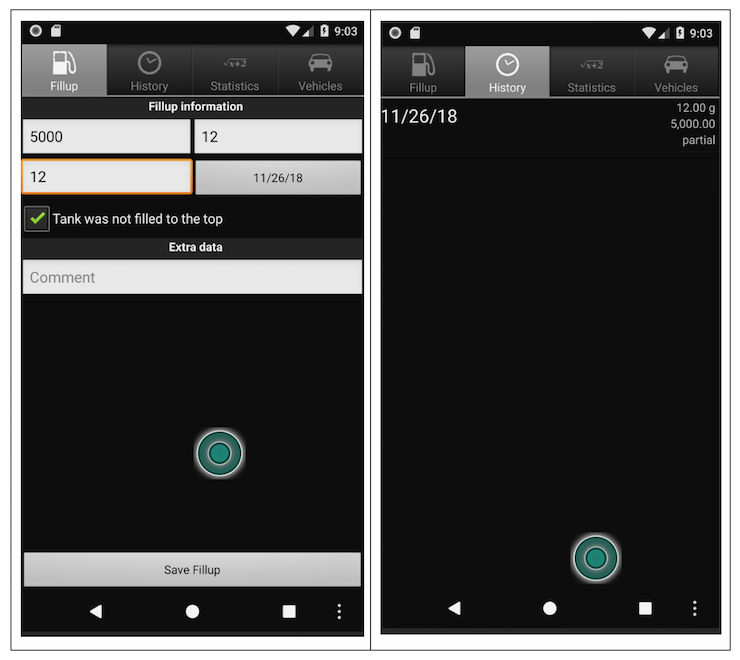 9:03
Fillup History √x+2 Statistics Vehicles
Fillup information
5000 12
12 11/26/18
Tank was not filled to the top
Extra data
Comment
Save Fillup
9:03
Fillup History √x+2 Statistics Vehicles
11/26/18 12.00 g
5,000.00
partial